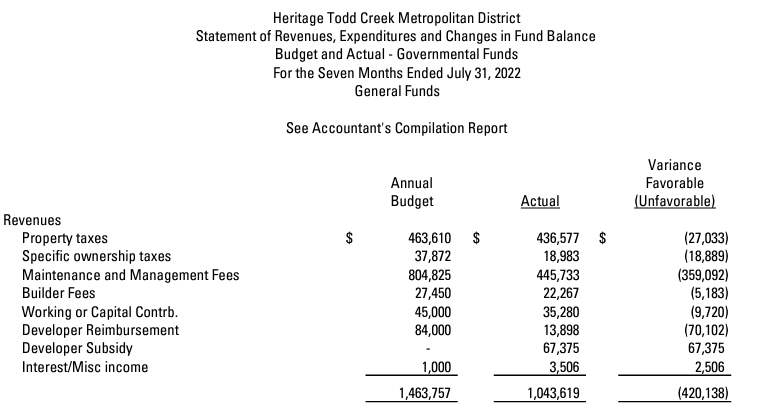 Heritage Todd Creek Metropolitan District
Statement of Revenues, Expenditures and Changes in Fund Balance
Budget and Actual - Governmental Funds
For the Seven Months Ended July 31, 2022
General Funds
See Accountant's Compilation Report
Variance
Annual Favorable
Budget Actual (Unfavorable)
Revenues
Property taxes $ 463,610 $ 436,577 $ (27,033)
Specific ownership taxes 37,872 18,983 (18,889)
Maintenance and Management Fees 804,825 445,733 (359,092)
Builder Fees 27,450 22,267 (5,183)
Working or Capital Contrb. 45,000 35,280 (9,720)
Developer Reimbursement 84,000 13,898 (70,102)
Developer Subsidy - 67,375 67,375
Interest/Misc income 1,000 3,506 2,506
1,463,757 1,043,619 (420,138)